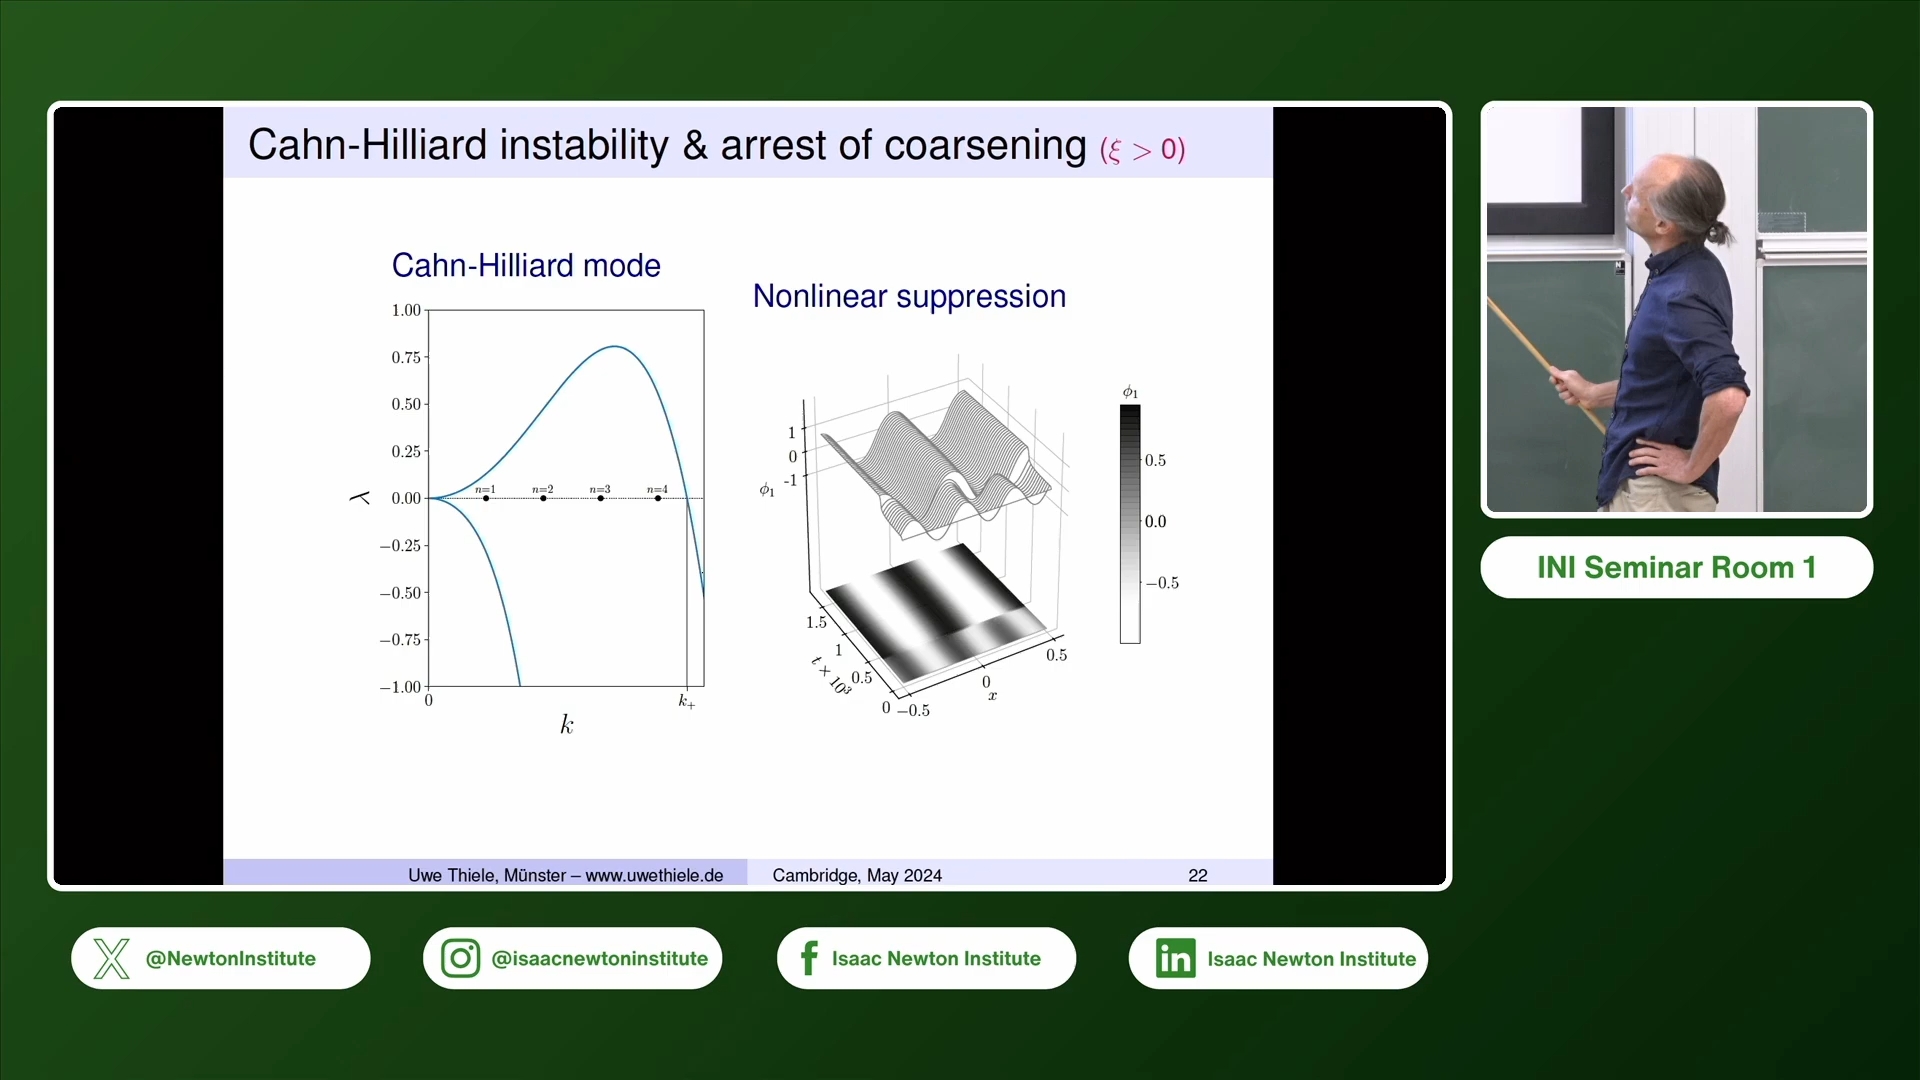 Cahn-Hilliard instability & arrest of coarsening (ξ > 0)
Cahn-Hilliard mode
Nonlinear suppression
1.00
0.75
0.50
0.25
0.00
−0.25
−0.50
−0.75
−1.00
λ
n=1 n=2 n=3 n=4
0
k₊
k
1
0
-1
ϕ₁
1.5
1
0.5
0
t × 10³
−0.5
0
0.5
x
ϕ₁
0.5
0.0
−0.5
Uwe Thiele, Münster – www.uwethiele.de Cambridge, May 2024 22
INI Seminar Room 1
@NewtonInstitute
@isaacnewtoninstitute
Isaac Newton Institute
in Isaac Newton Institute